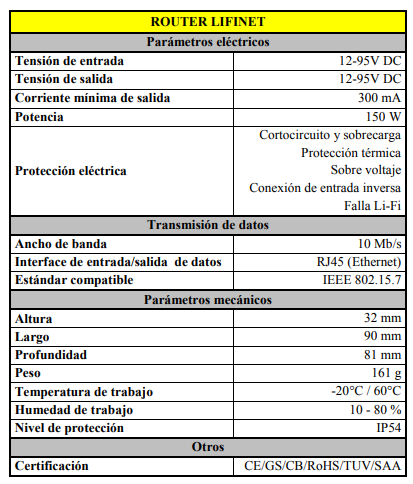 ROUTER LIFINET
Parámetros eléctricos
Tensión de entrada 12-95V DC
Tensión de salida 12-95V DC
Corriente mínima de salida 300 mA
Potencia 150 W
Protección eléctrica Cortocircuito y sobrecarga
Protección térmica
Sobre voltaje
Conexión de entrada inversa
Falla Li-Fi
Transmisión de datos
Ancho de banda 10 Mb/s
Interface de entrada/salida de datos RJ45 (Ethernet)
Estándar compatible IEEE 802.15.7
Parámetros mecánicos
Altura 32 mm
Largo 90 mm
Profundidad 81 mm
Peso 161 g
Temperatura de trabajo -20°C / 60°C
Humedad de trabajo 10 - 80 %
Nivel de protección IP54
Otros
Certificación CE/GS/CB/RoHS/TUV/SAA